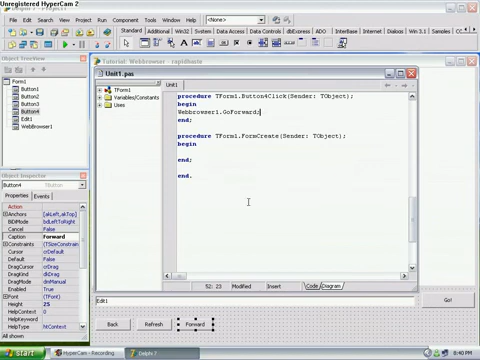 Unregistered HyperCam 2
File Edit Search View Project Run Component Window Help <None>
Standard Additional Win32 System Data Access Data Controls dbExpress ADO Internet Dialogs Win 3.1 Samples
Object TreeView
Form1
Button1
Button2
Button3
Button4
Edit1
WebBrowser1
Tutorial: Webbrowser
Unit1.pas
TForm1
Variables/Constants
Uses
Unit1
procedure TForm1.Button4Click(Sender: TObject);
begin
Webbrowser1.GoForward;
end;
procedure TForm1.FormCreate(Sender: TObject);
begin
end;
end.
52: 23 Modified Insert Code Diagram
Object Inspector
Button4 TButton
Properties Events
Action
Anchors [akLeft,akTop]
BiDiMode bdLeftToRight
Cancel False
Caption forward
Constraints (TSizeConstrain
Cursor crDefault
Default False
DragCursor crDrag
DragKind dkDrag
DragMode dmManual
Enabled True
Font (TFont)
Height 25
HelpContext 0
HelpKeyword
HelpType htContext
All shown
Edit1
Go!
Back Refresh Forward
start HyperCam - Recording Delphi 7 8:40 PM